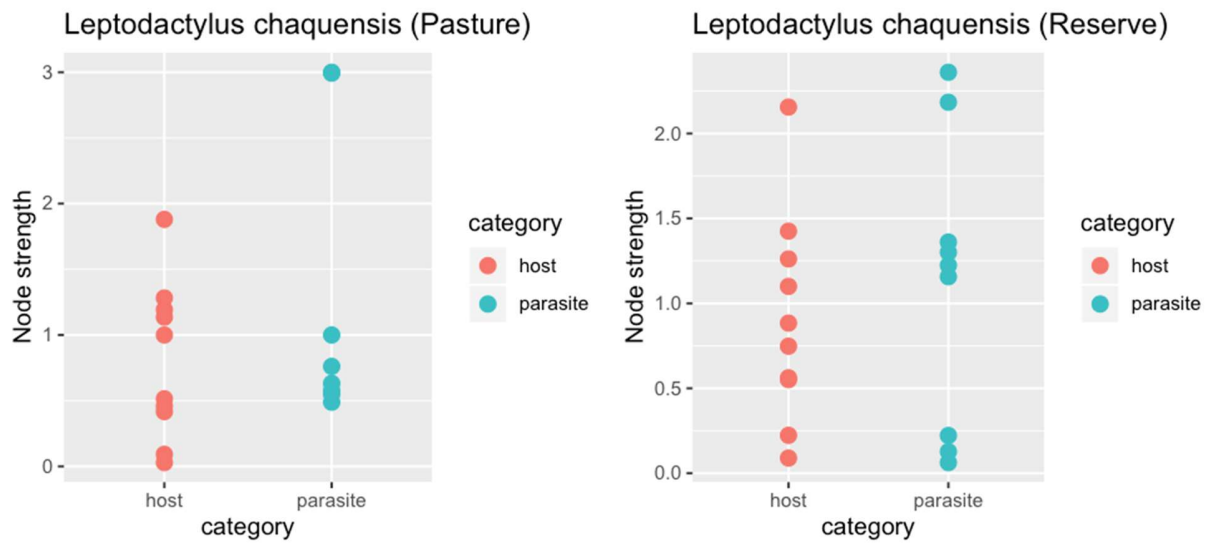 Leptodactylus chaquensis (Pasture)
3
2
1
0
Node strength
host
parasite
category
category
host
parasite
Leptodactylus chaquensis (Reserve)
2.0
1.5
1.0
0.5
0.0
Node strength
host
parasite
category
category
host
parasite